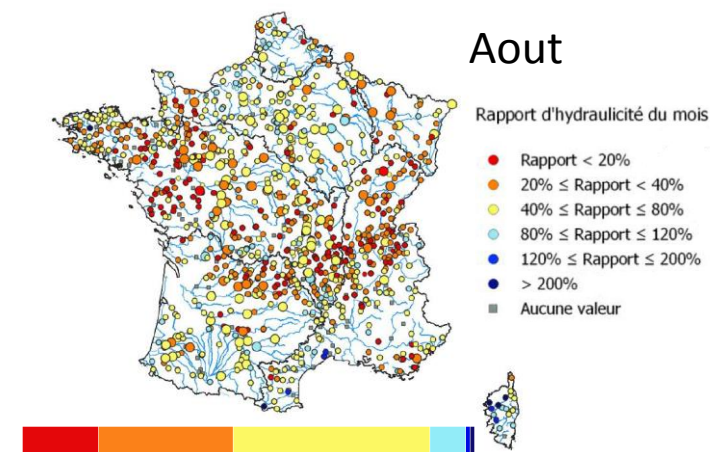 Aout
Rapport d'hydraulicité du mois
Rapport < 20%
20% ≤ Rapport < 40%
40% ≤ Rapport ≤ 80%
80% ≤ Rapport ≤ 120%
120% ≤ Rapport ≤ 200%
> 200%
Aucune valeur